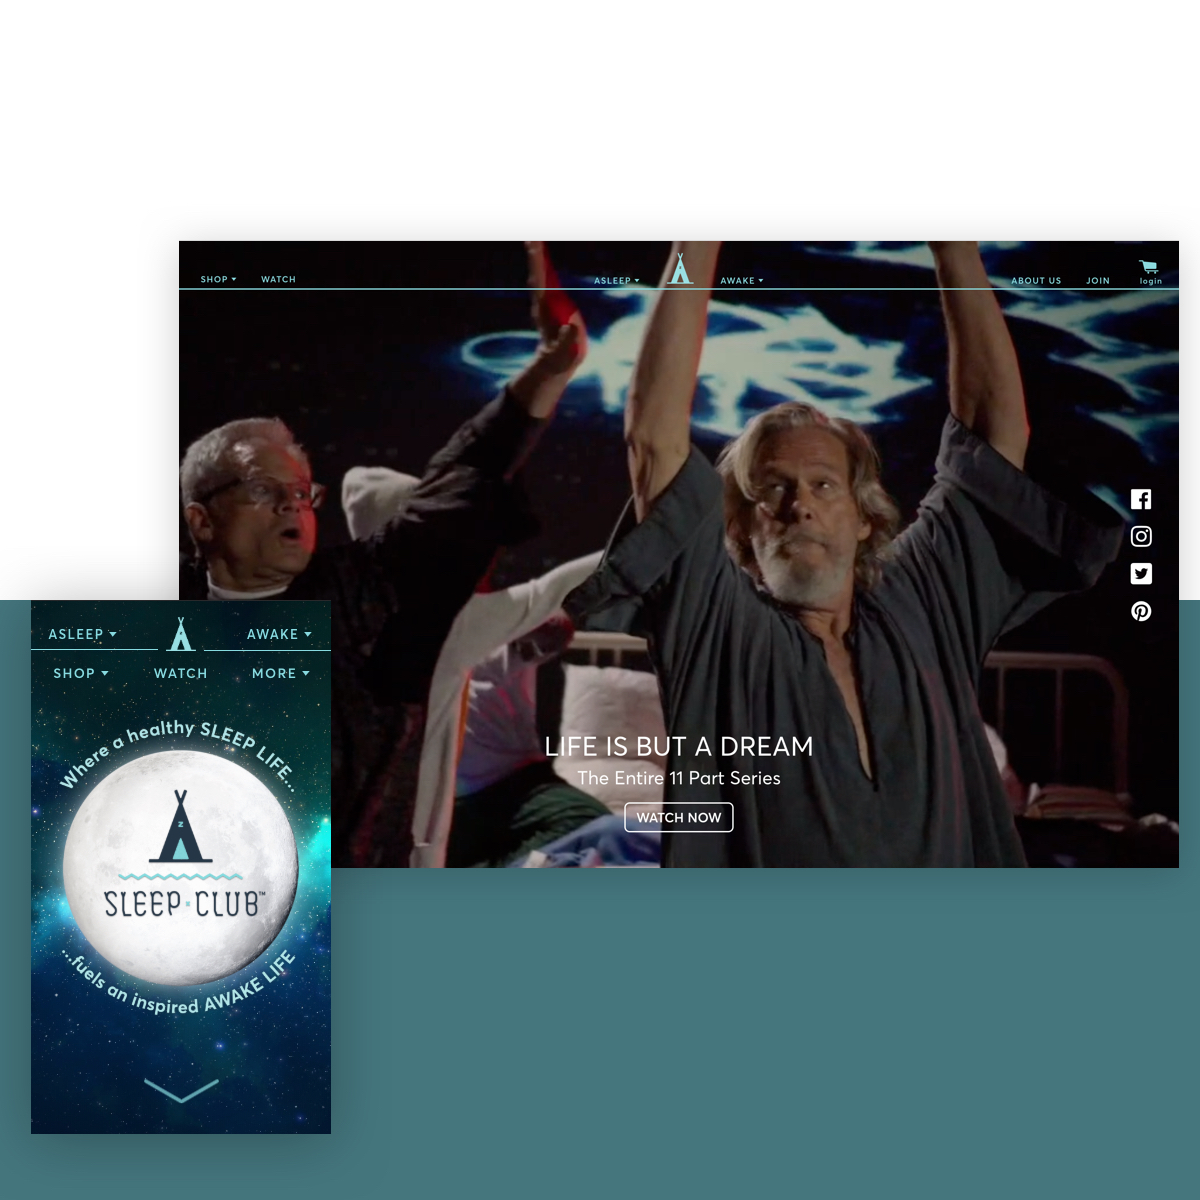 SHOP WATCH ASLEEP AWAKE ABOUT US JOIN login
LIFE IS BUT A DREAM
The Entire 11 Part Series
WATCH NOW
ASLEEP AWAKE
SHOP WATCH MORE
Where a healthy SLEEP LIFE...
z
SLEEP·CLUB™
...fuels an inspired AWAKE LIFE